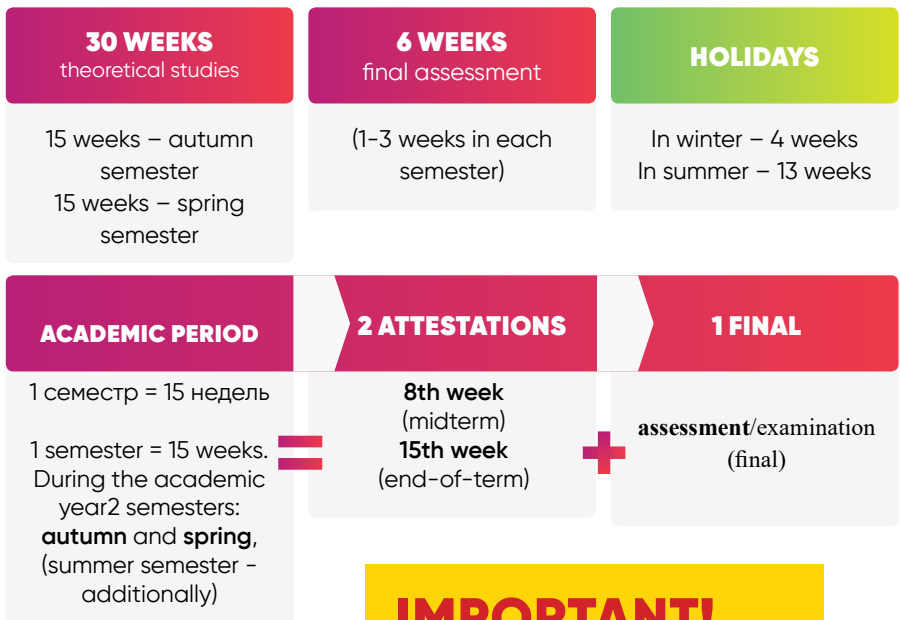 30 WEEKS
theoretical studies
15 weeks – autumn
semester
15 weeks – spring
semester
6 WEEKS
final assessment
(1-3 weeks in each
semester)
HOLIDAYS
In winter – 4 weeks
In summer – 13 weeks
ACADEMIC PERIOD
1 семестр = 15 недель
1 semester = 15 weeks.
During the academic
year2 semesters:
autumn and spring,
(summer semester -
additionally)
=
2 ATTESTATIONS
8th week
(midterm)
15th week
(end-of-term)
+
1 FINAL
assessment/examination
(final)
IMPORTANT!